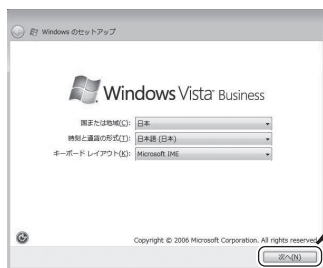 Windows のセットアップ
Windows Vista Business
国または地域(C): 日本
時刻と通貨の形式(T): 日本語 (日本)
キーボード レイアウト(K): Microsoft IME
Copyright © 2006 Microsoft Corporation. All rights reserved
次へ(N)